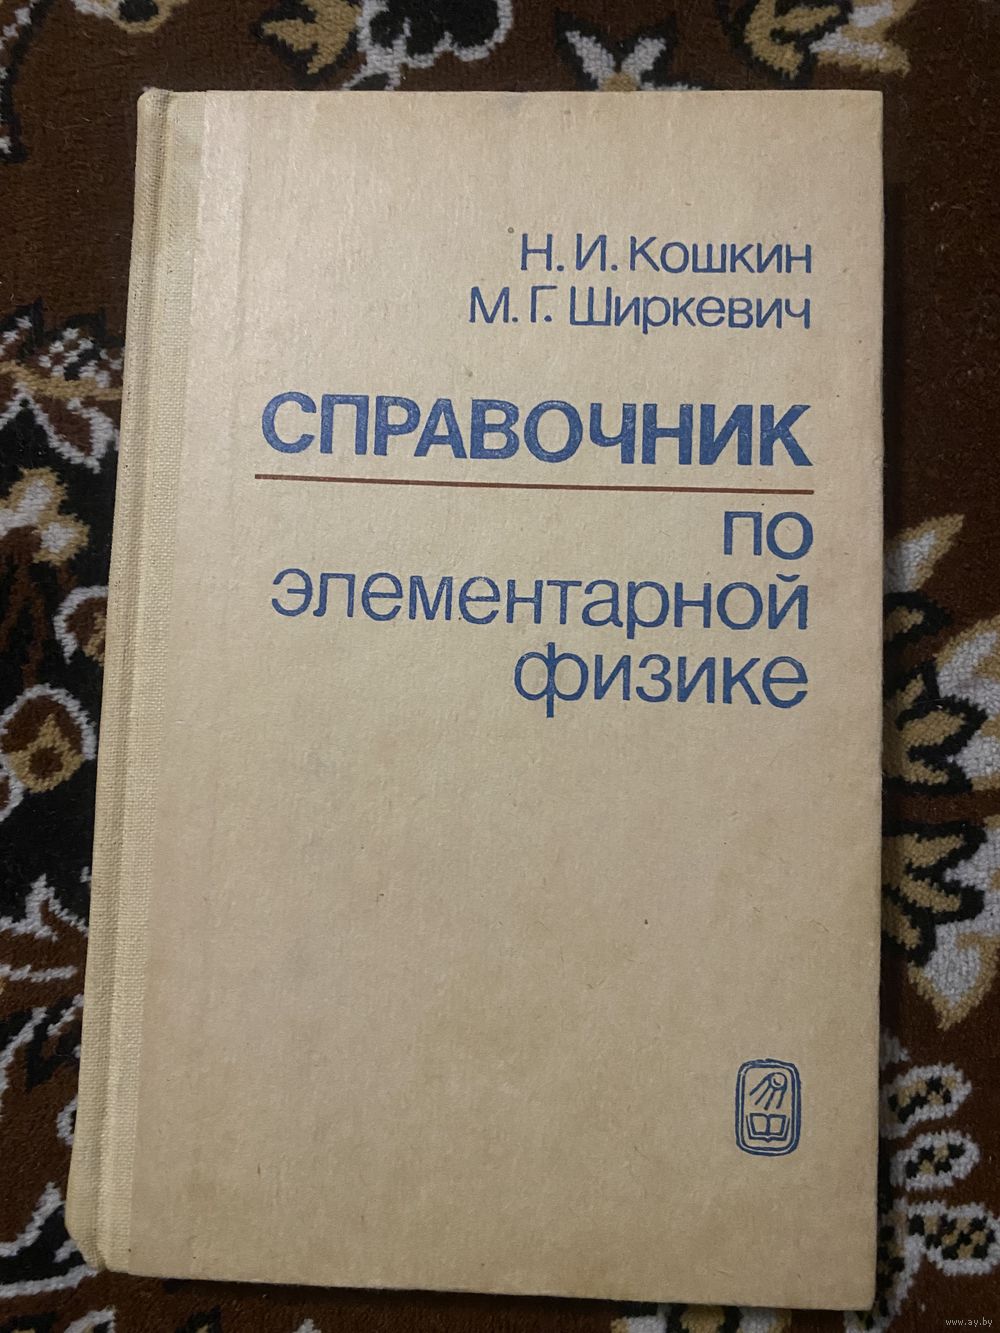 Н. И. Кошкин
М. Г. Ширкевич
СПРАВОЧНИК
по
элементарной
физике
www.ay.by